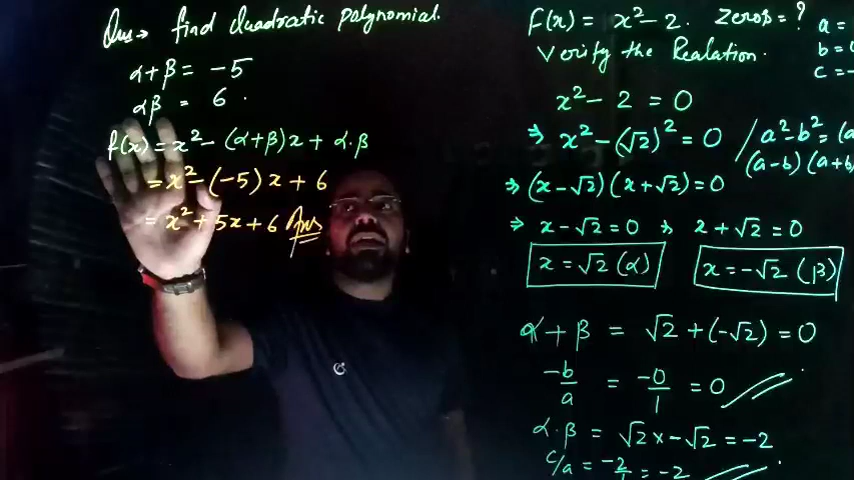 Ques → find Quadratic polynomial.
α+β = -5
αβ = 6.
f(x) = x² - (α+β)x + α.β
= x² - (-5)x + 6
= x² + 5x + 6 Ans
f(x) = x² - 2. zeros = ?
Verify the Realation.
a =
b = 0
c = -
x² - 2 = 0
⇒ x² - (√2)² = 0 / a² - b² = (a
(a-b)(a+b
⇒ (x-√2)(x+√2) = 0
⇒ x-√2 = 0 ⇒ x+√2 = 0
x = √2 (α) x = -√2 (β)
α + β = √2 + (-√2) = 0
-b/a = -0/1 = 0
α.β = √2 x -√2 = -2
c/a = -2/1 = -2